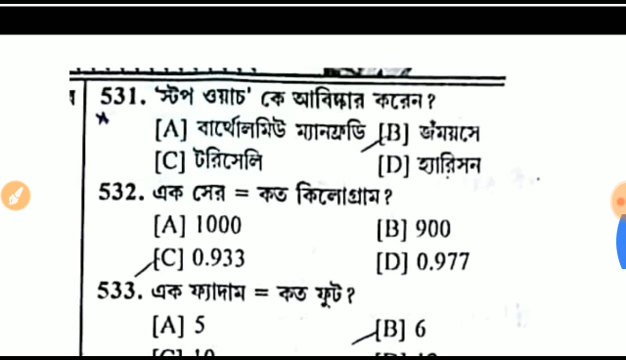 531. 'স্টপ ওয়াচ' কে আবিষ্কার করেন?
[A] বার্থোলমিউ ম্যানফ্রেডি [B] জঁময়সে
[C] টরিসেলি [D] হ্যারিসন
532. এক সের = কত কিলোগ্রাম?
[A] 1000 [B] 900
[C] 0.933 [D] 0.977
533. এক ফ্যাদাম = কত ফুট?
[A] 5 [B] 6